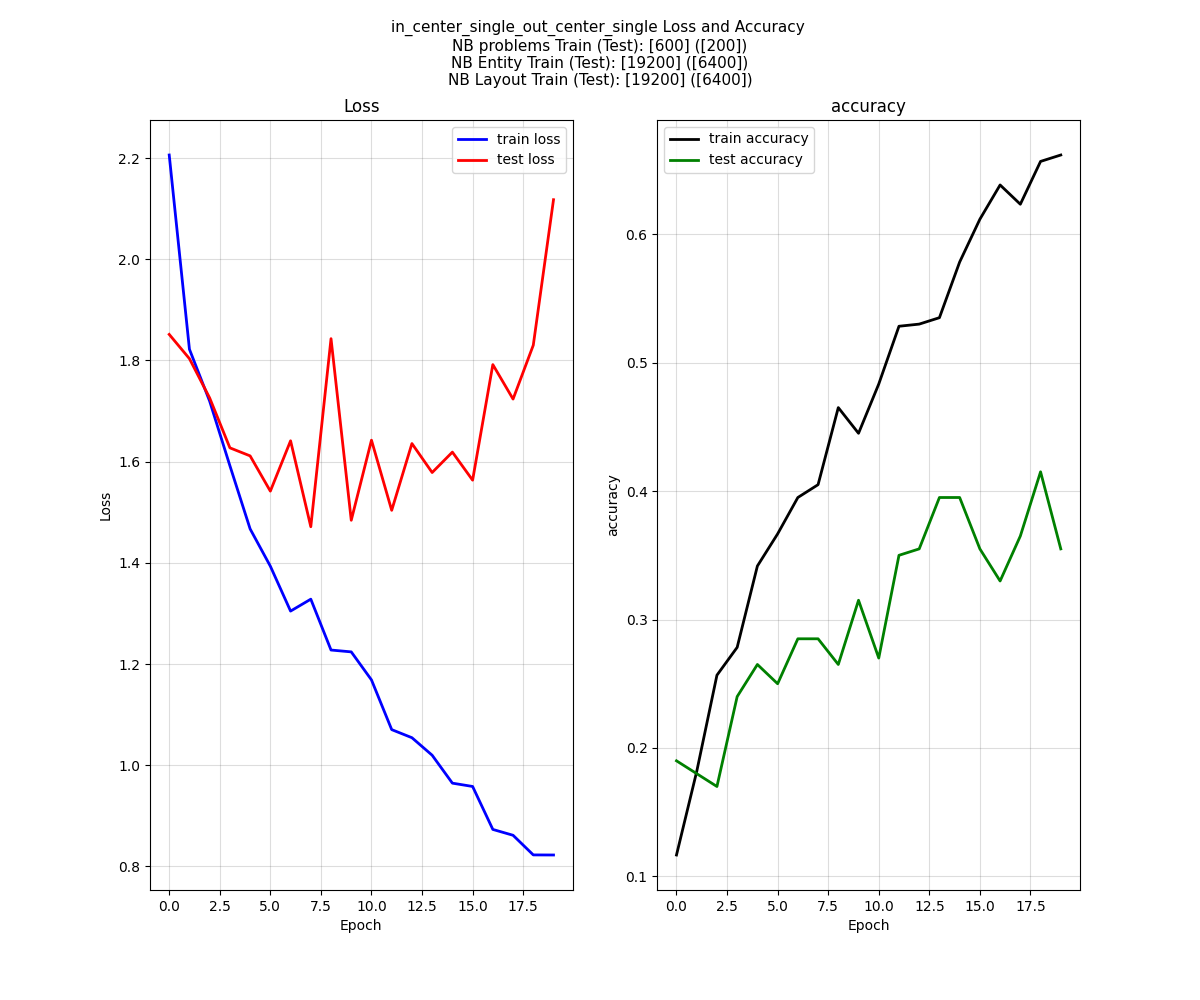 in_center_single_out_center_single Loss and Accuracy
NB problems Train (Test): [600] ([200])
NB Entity Train (Test): [19200] ([6400])
NB Layout Train (Test): [19200] ([6400])
Loss
train loss
test loss
2.2
2.0
1.8
1.6
1.4
1.2
1.0
0.8
Loss
0.0 2.5 5.0 7.5 10.0 12.5 15.0 17.5
Epoch
accuracy
train accuracy
test accuracy
0.6
0.5
0.4
0.3
0.2
0.1
accuracy
0.0 2.5 5.0 7.5 10.0 12.5 15.0 17.5
Epoch